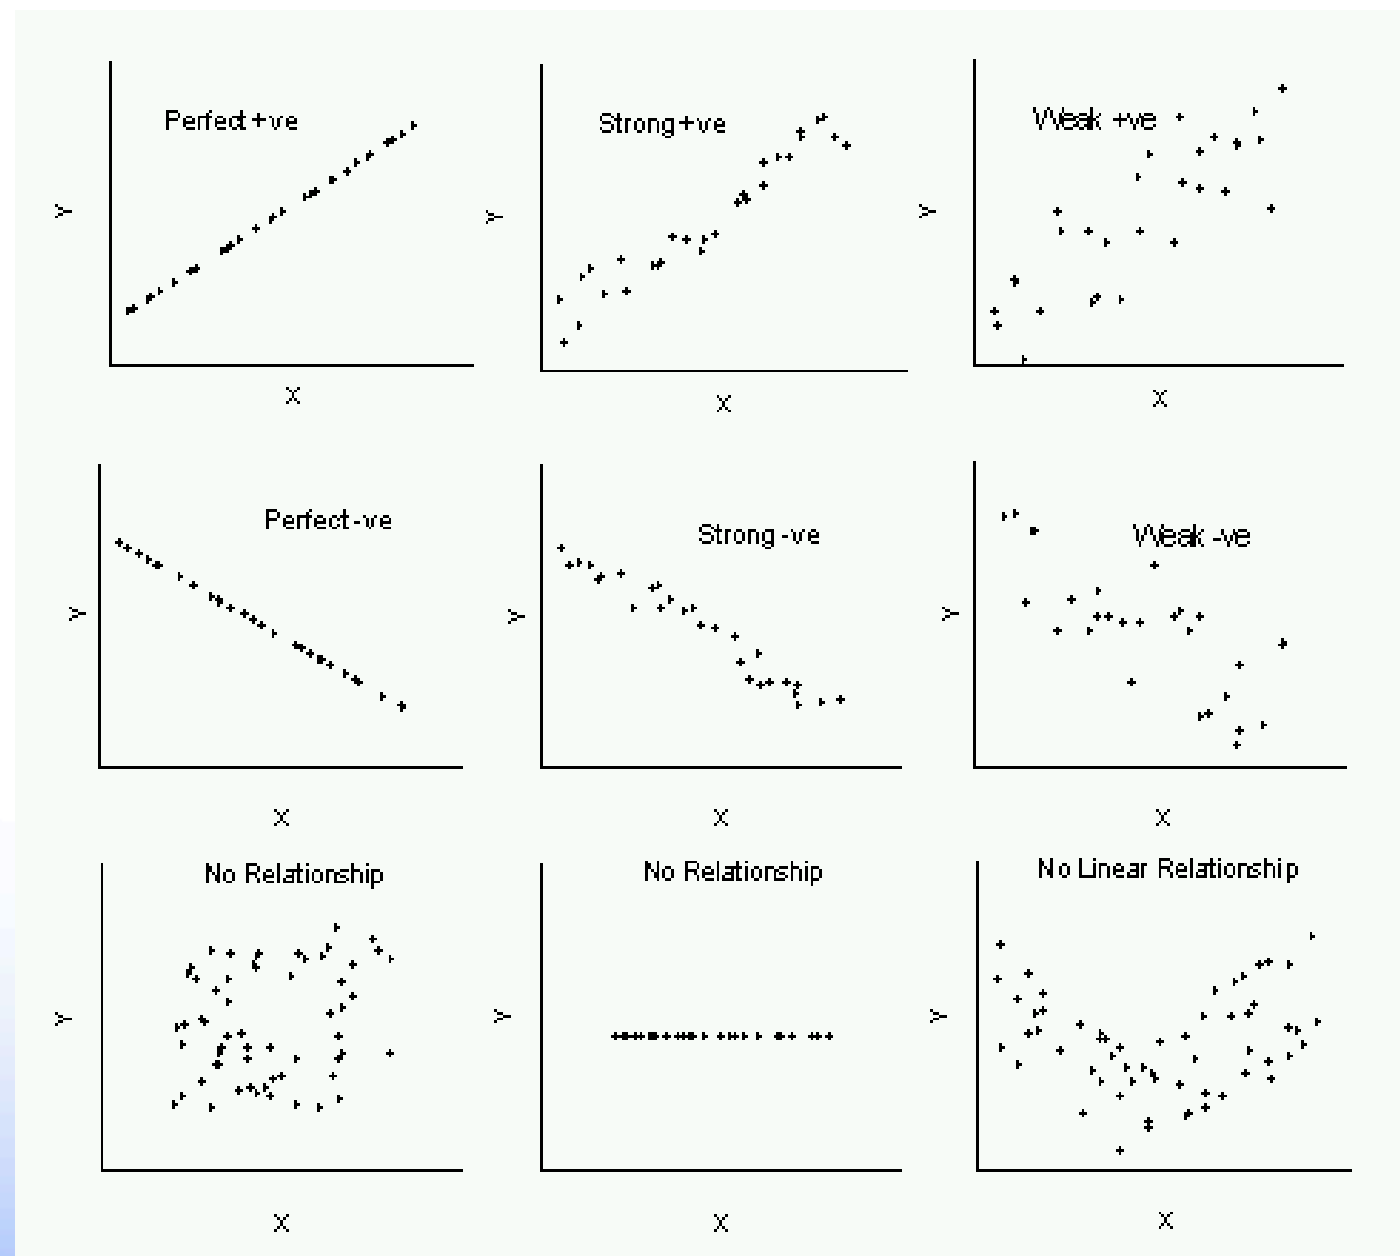 Perfect +ve
Strong +ve
Weak +ve
Y
Y
Y
X
X
X
Perfect -ve
Strong -ve
Weak -ve
Y
Y
Y
X
X
X
No Relationship
No Relationship
No Linear Relationship
Y
Y
Y
X
X
X